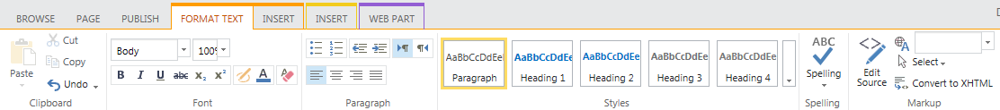 BROWSE PAGE PUBLISH FORMAT TEXT INSERT INSERT WEB PART
Paste
Cut
Copy
Undo
Clipboard
Body 100%
B I U abc x₂ x² A A
Font
Paragraph
AaBbCcDdEe AaBbCcDdEe AaBbCcDdEe AaBbCcDdEe AaBbCcDdEe
Paragraph Heading 1 Heading 2 Heading 3 Heading 4
Styles
ABC
Spelling
Spelling
Edit
Source
A
Select
Convert to XHTML
Markup